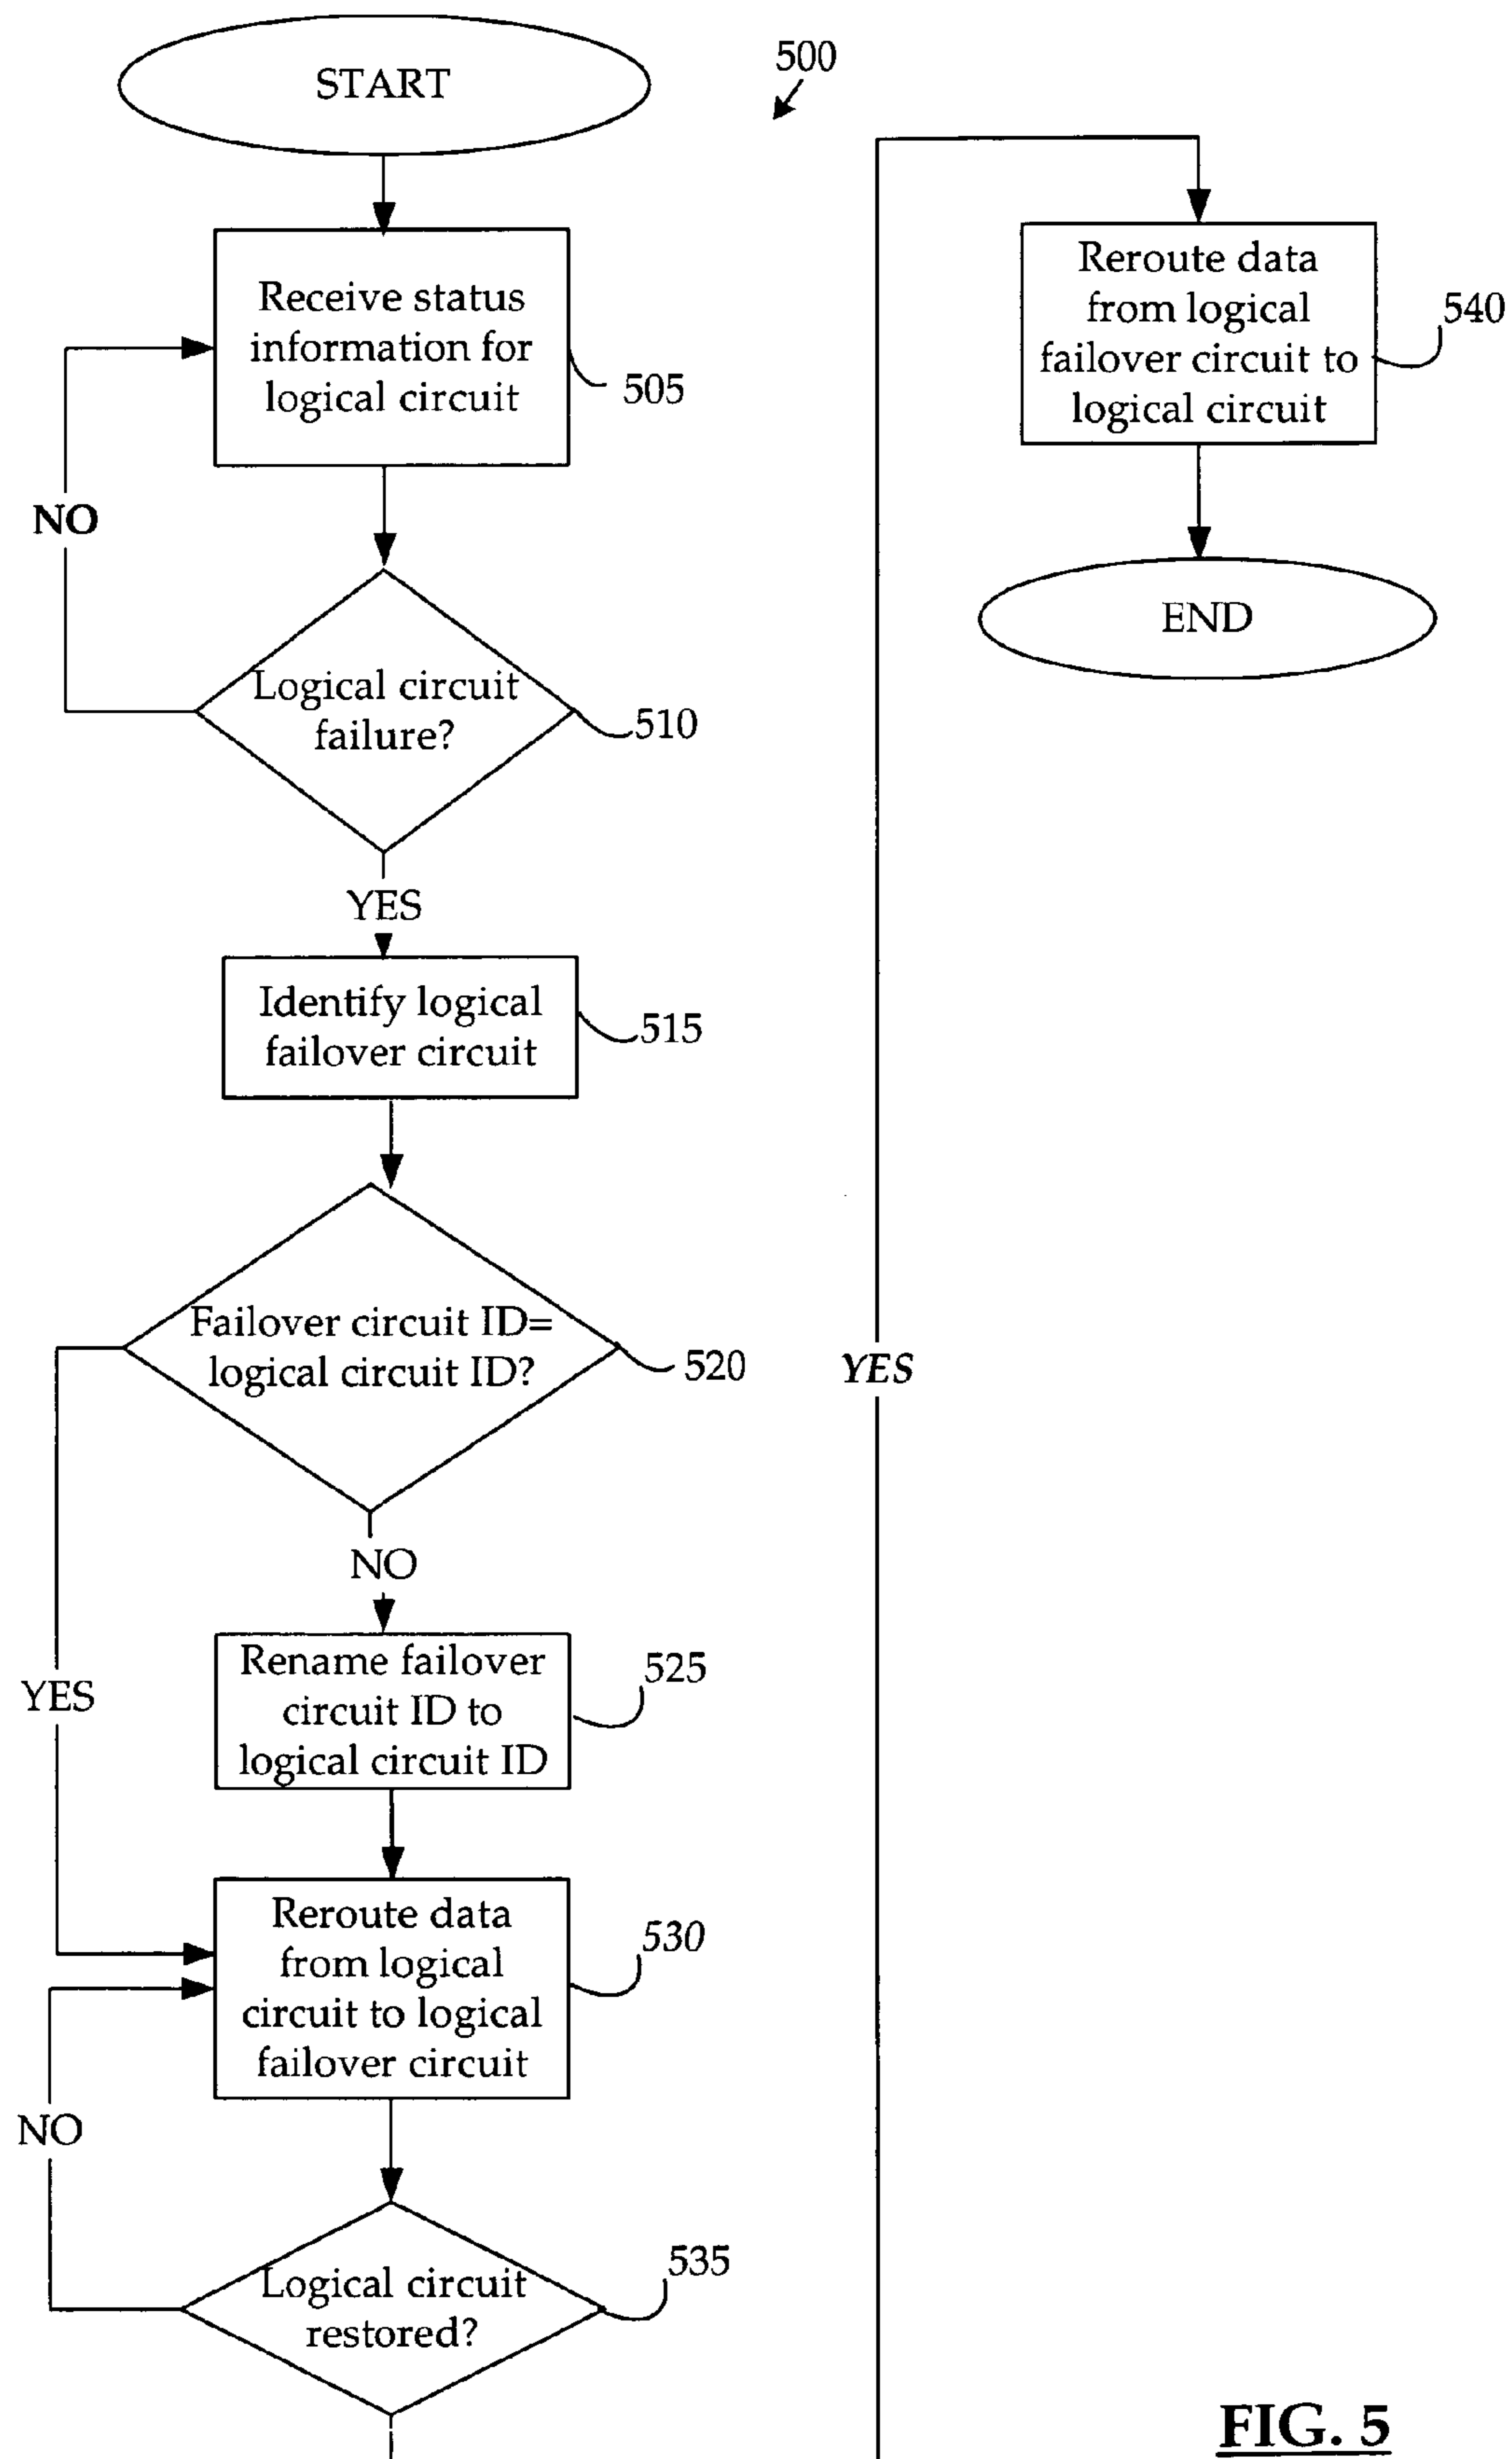 START
500
Receive status
information for
logical circuit
505
NO
Logical circuit
failure?
510
YES
Identify logical
failover circuit
515
Failover circuit ID=
logical circuit ID?
520
NO
YES
Rename failover
circuit ID to
logical circuit ID
525
Reroute data
from logical
circuit to logical
failover circuit
530
NO
Logical circuit
restored?
535
YES
Reroute data
from logical
failover circuit to
logical circuit
540
END
FIG. 5